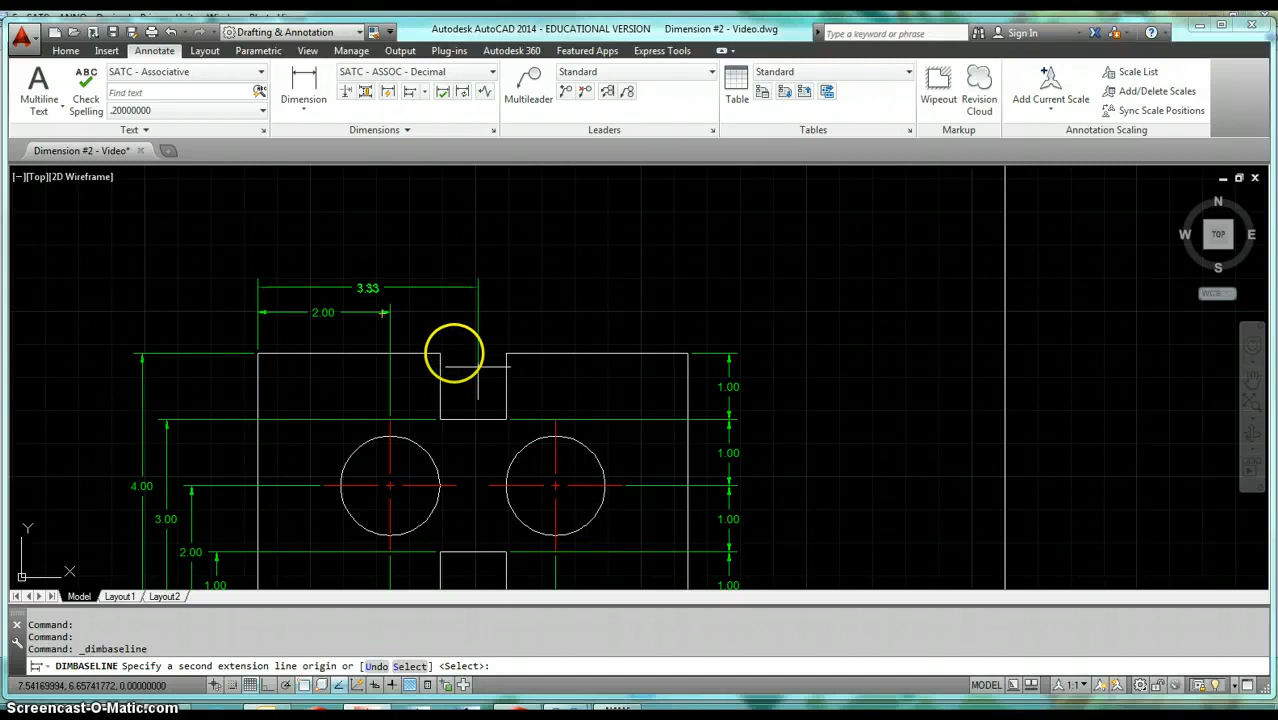 Drafting & Annotation
Autodesk AutoCAD 2014 - EDUCATIONAL VERSION Dimension #2 - Video.dwg
Type a keyword or phrase
Sign In
Home Insert Annotate Layout Parametric View Manage Output Plug-ins Autodesk 360 Featured Apps Express Tools
A ABC
Multiline Text
Check Spelling
SATC - Associative
Find text
.20000000
Dimension
SATC - ASSOC - Decimal
Multileader
Standard
Table
Standard
Wipeout
Revision Cloud
Add Current Scale
Scale List
Add/Delete Scales
Sync Scale Positions
Text Dimensions Leaders Tables Markup Annotation Scaling
Dimension #2 - Video*
[−][Top][2D Wireframe]
N
W TOP E
S
WCS
3.33
2.00
1.00
1.00
4.00
3.00
1.00
2.00
1.00
1.00
Y
X
Model Layout1 Layout2
Command:
Command:
Command: _dimbaseline
DIMBASELINE Specify a second extension line origin or [Undo Select] <Select>:
7.54169994, 6.65741772, 0.00000000
MODEL
1:1
Screencast-O-Matic.com